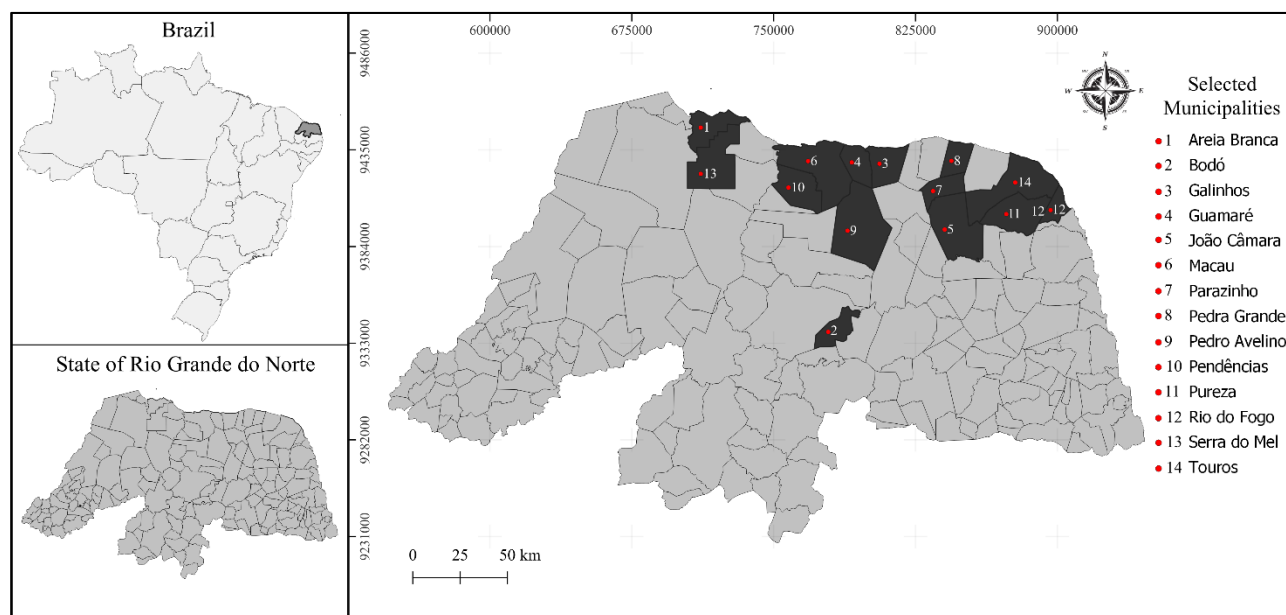 Brazil
State of Rio Grande do Norte
600000 675000 750000 825000 900000
9486000
9435000
9384000
9333000
9282000
9231000
N
W E
S
1
13
6
4
3
8
10
7
14
11
12
12
9
5
2
0 25 50 km
Selected
Municipalities
1 Areia Branca
2 Bodó
3 Galinhos
4 Guamaré
5 João Câmara
6 Macau
7 Parazinho
8 Pedra Grande
9 Pedro Avelino
10 Pendências
11 Pureza
12 Rio do Fogo
13 Serra do Mel
14 Touros